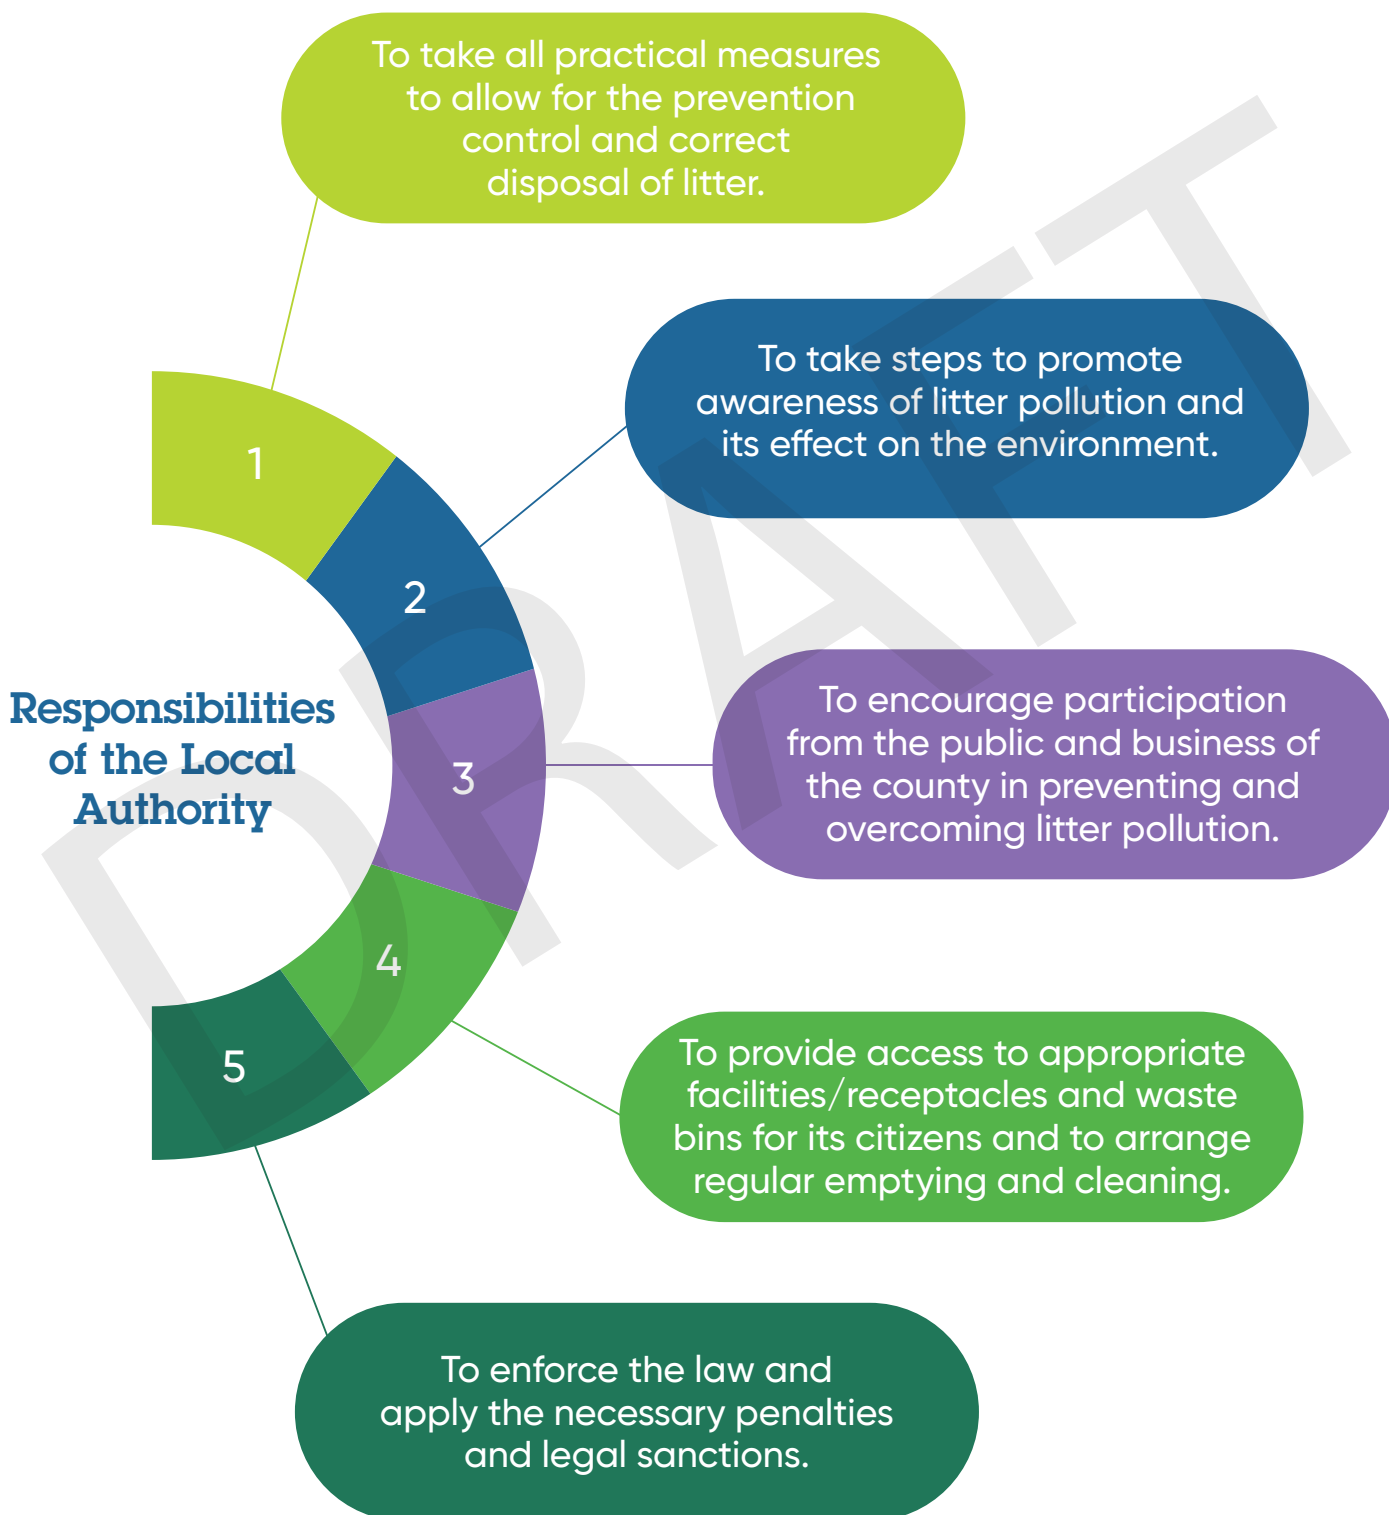 To take all practical measures
to allow for the prevention
control and correct
disposal of litter.
To take steps to promote
awareness of litter pollution and
its effect on the environment.
1
2
Responsibilities
of the Local
Authority
3
To encourage participation
from the public and business of
the county in preventing and
overcoming litter pollution.
4
To provide access to appropriate
facilities/receptacles and waste
bins for its citizens and to arrange
regular emptying and cleaning.
5
To enforce the law and
apply the necessary penalties
and legal sanctions.
DRAFT